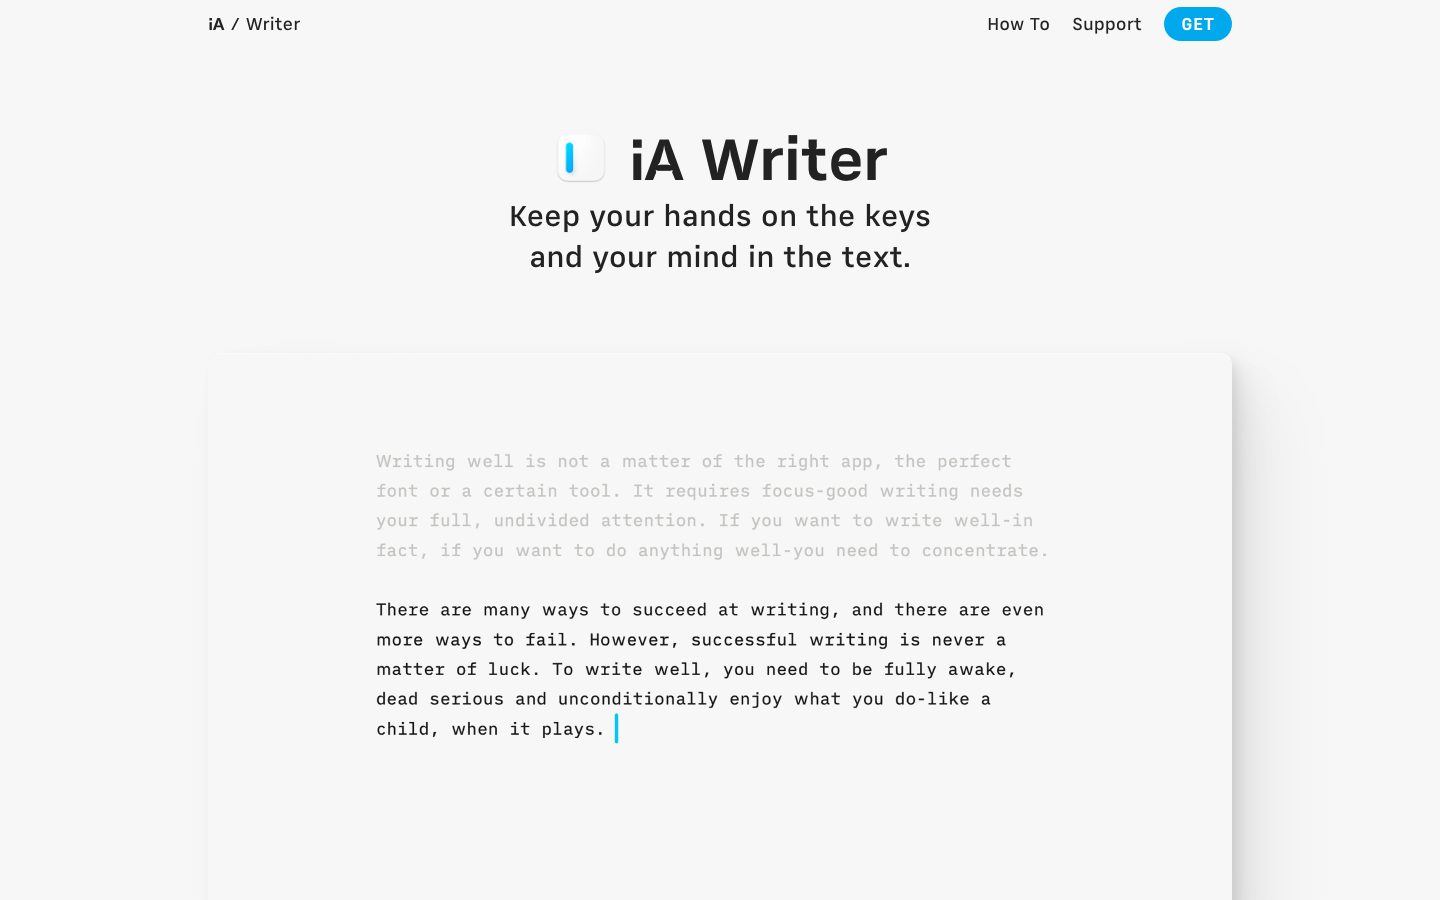 iA / Writer
How To
Support
GET
iA Writer
Keep your hands on the keys
and your mind in the text.
Writing well is not a matter of the right app, the perfect
font or a certain tool. It requires focus-good writing needs
your full, undivided attention. If you want to write well-in
fact, if you want to do anything well-you need to concentrate.
There are many ways to succeed at writing, and there are even
more ways to fail. However, successful writing is never a
matter of luck. To write well, you need to be fully awake,
dead serious and unconditionally enjoy what you do-like a
child, when it plays.